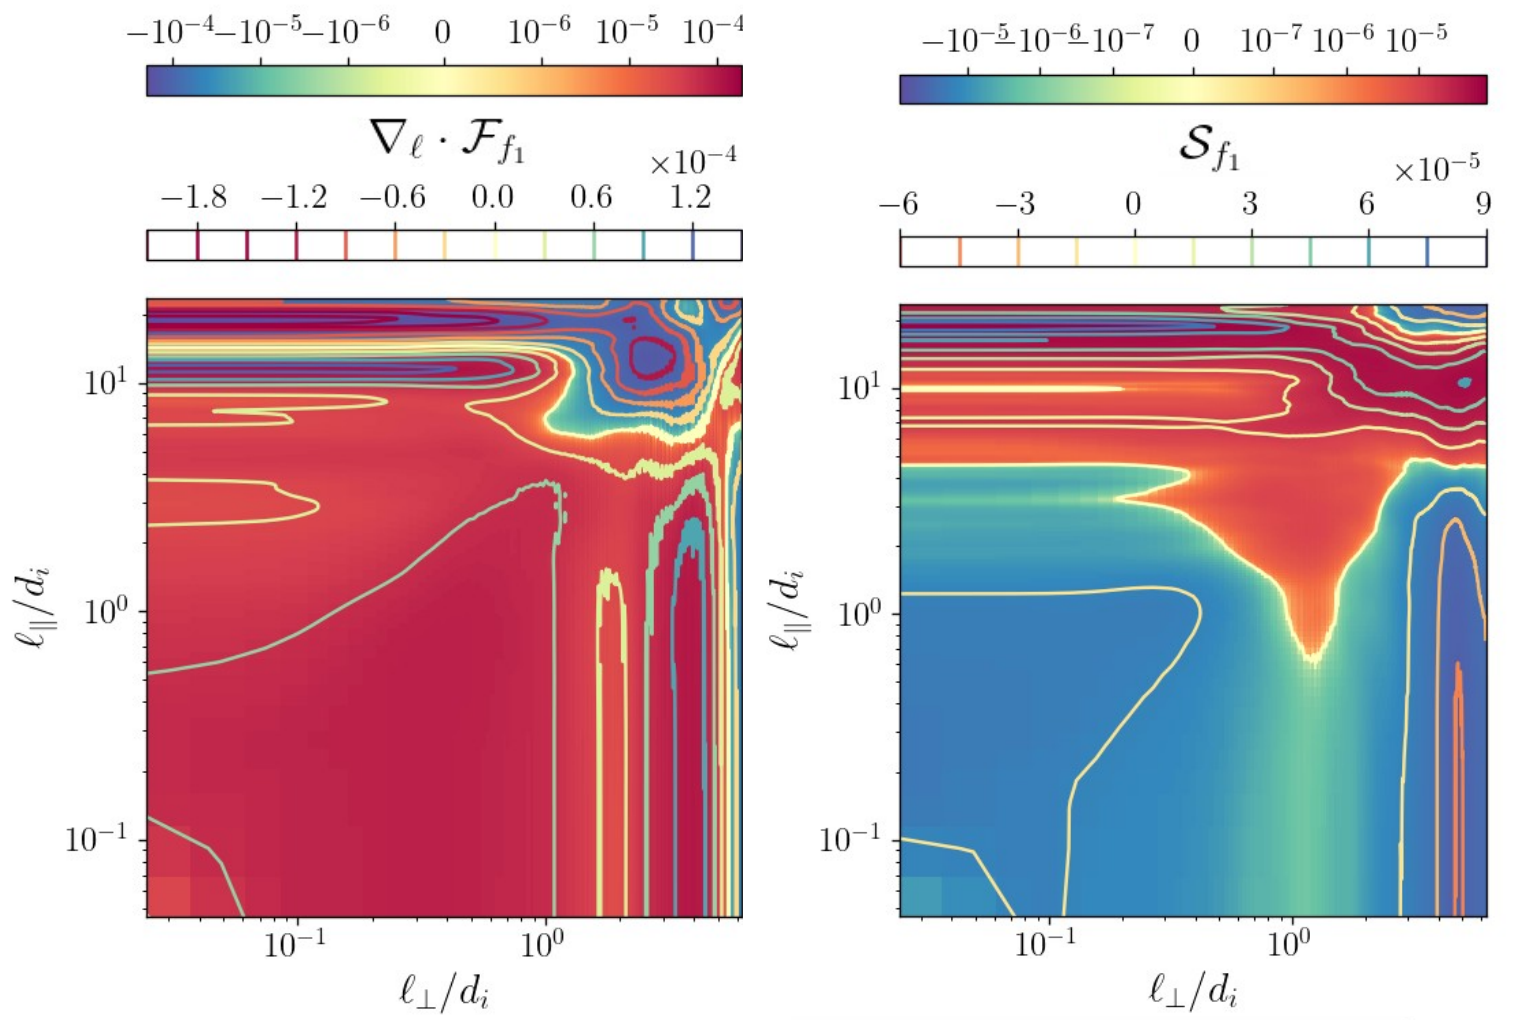 −10⁻⁴ −10⁻⁵ −10⁻⁶ 0 10⁻⁶ 10⁻⁵ 10⁻⁴
∇ℓ · 𝓕f₁
×10⁻⁴
−1.8 −1.2 −0.6 0.0 0.6 1.2
10¹
10⁰
10⁻¹
ℓ∥/dᵢ
10⁻¹ 10⁰
ℓ⊥/dᵢ
−10⁻⁵ −10⁻⁶ −10⁻⁷ 0 10⁻⁷ 10⁻⁶ 10⁻⁵
𝓢f₁
×10⁻⁵
−6 −3 0 3 6 9
10¹
10⁰
10⁻¹
ℓ∥/dᵢ
10⁻¹ 10⁰
ℓ⊥/dᵢ